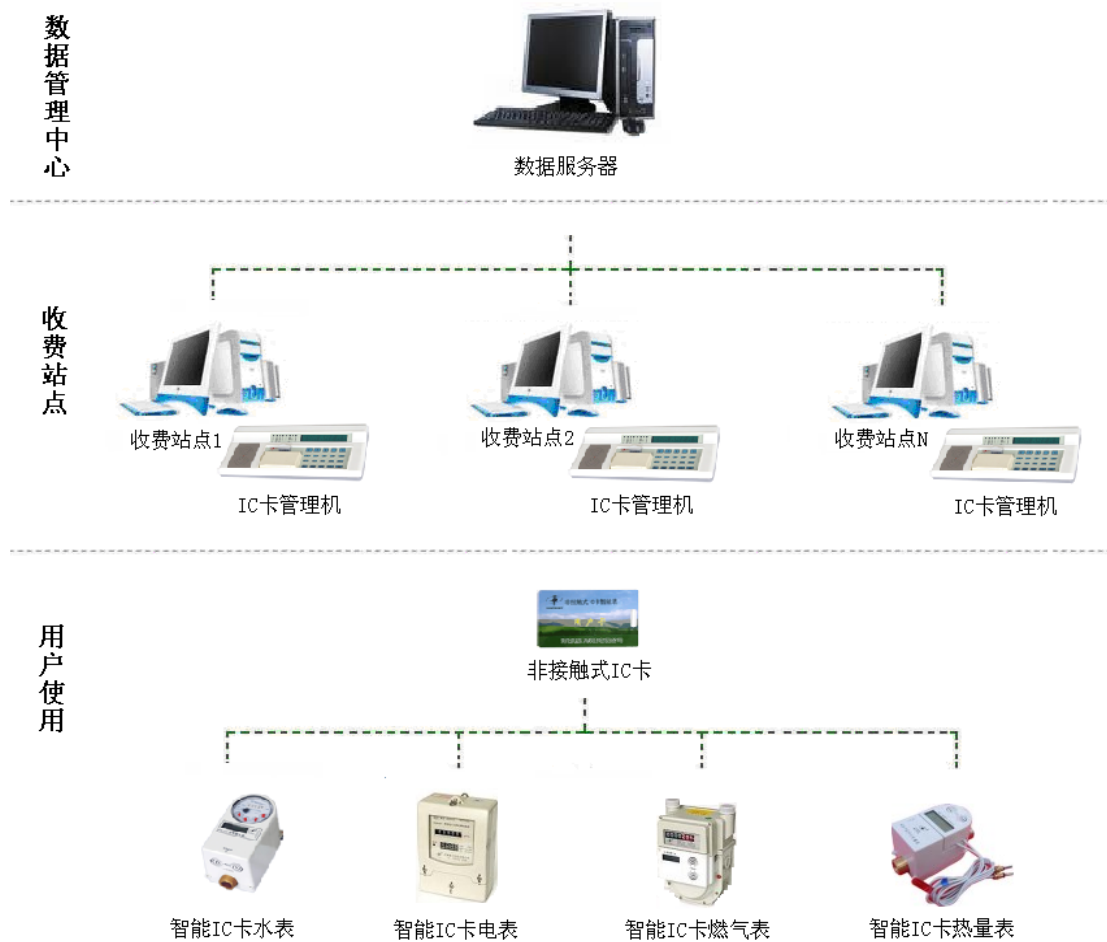 数据管理中心
数据服务器
收费站点
收费站点1
收费站点2
收费站点N
IC卡管理机
IC卡管理机
IC卡管理机
用户使用
用户卡
非接触式IC卡
智能IC卡水表
智能IC卡电表
智能IC卡燃气表
智能IC卡热量表